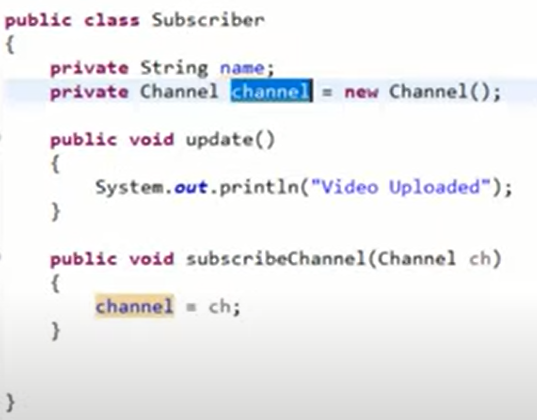 public class Subscriber
{
private String name;
private Channel channel = new Channel();
public void update()
{
System.out.println("Video Uploaded");
}
public void subscribeChannel(Channel ch)
{
channel = ch;
}
}